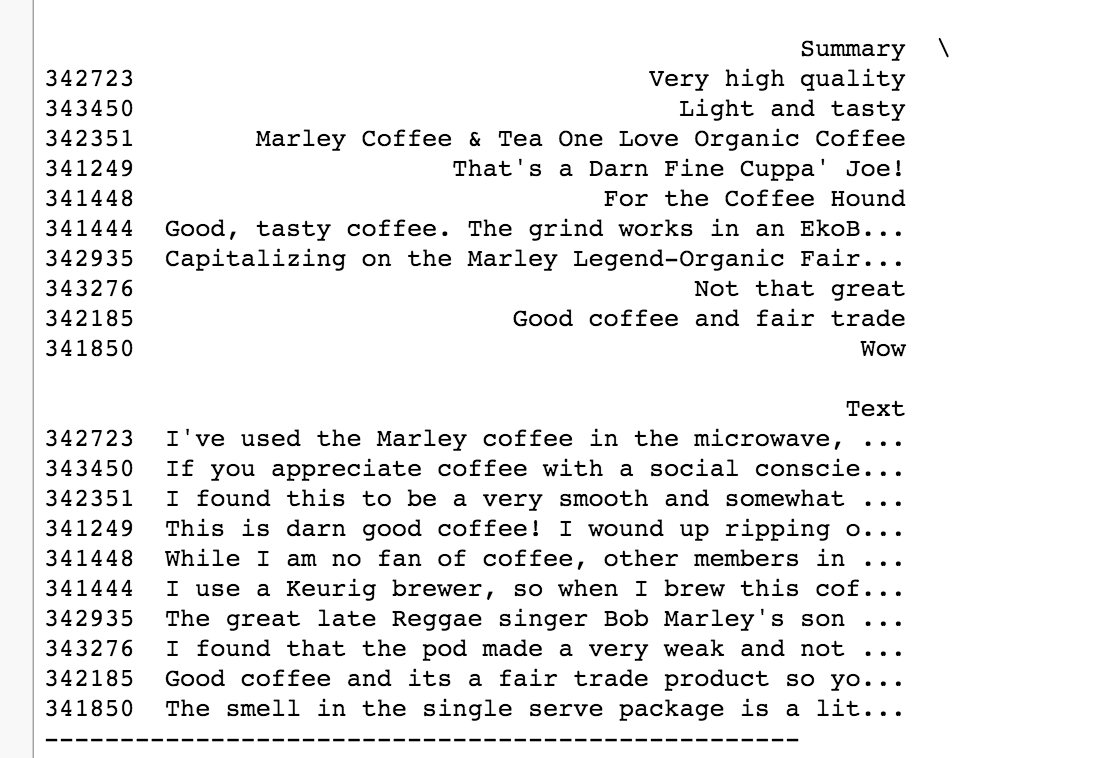 Summary \
342723 Very high quality
343450 Light and tasty
342351 Marley Coffee & Tea One Love Organic Coffee
341249 That's a Darn Fine Cuppa' Joe!
341448 For the Coffee Hound
341444 Good, tasty coffee. The grind works in an EkoB...
342935 Capitalizing on the Marley Legend-Organic Fair...
343276 Not that great
342185 Good coffee and fair trade
341850 Wow
Text
342723 I've used the Marley coffee in the microwave, ...
343450 If you appreciate coffee with a social conscie...
342351 I found this to be a very smooth and somewhat ...
341249 This is darn good coffee! I wound up ripping o...
341448 While I am no fan of coffee, other members in ...
341444 I use a Keurig brewer, so when I brew this cof...
342935 The great late Reggae singer Bob Marley's son ...
343276 I found that the pod made a very weak and not ...
342185 Good coffee and its a fair trade product so yo...
341850 The smell in the single serve package is a lit...
--------------------------------------------------